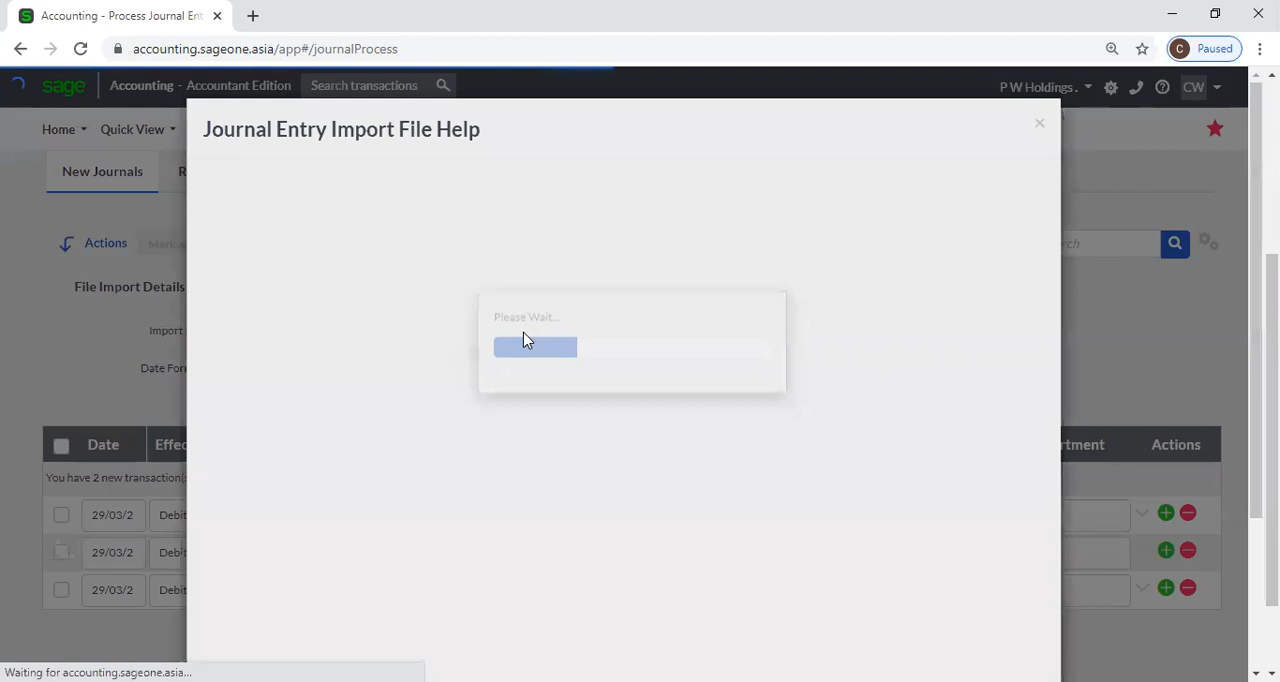 Accounting - Process Journal Ent
accounting.sageone.asia/app#/journalProcess
C Paused
sage Accounting - Accountant Edition Search transactions P W Holdings . CW
Home Quick View
Journal Entry Import File Help
New Journals R
Actions Mark
File Import Details
Import
Please Wait...
Date For
Date Effec rtment Actions
You have 2 new transaction(s
29/03/2 Debit
29/03/2 Debit
29/03/2 Debit
Waiting for accounting.sageone.asia...